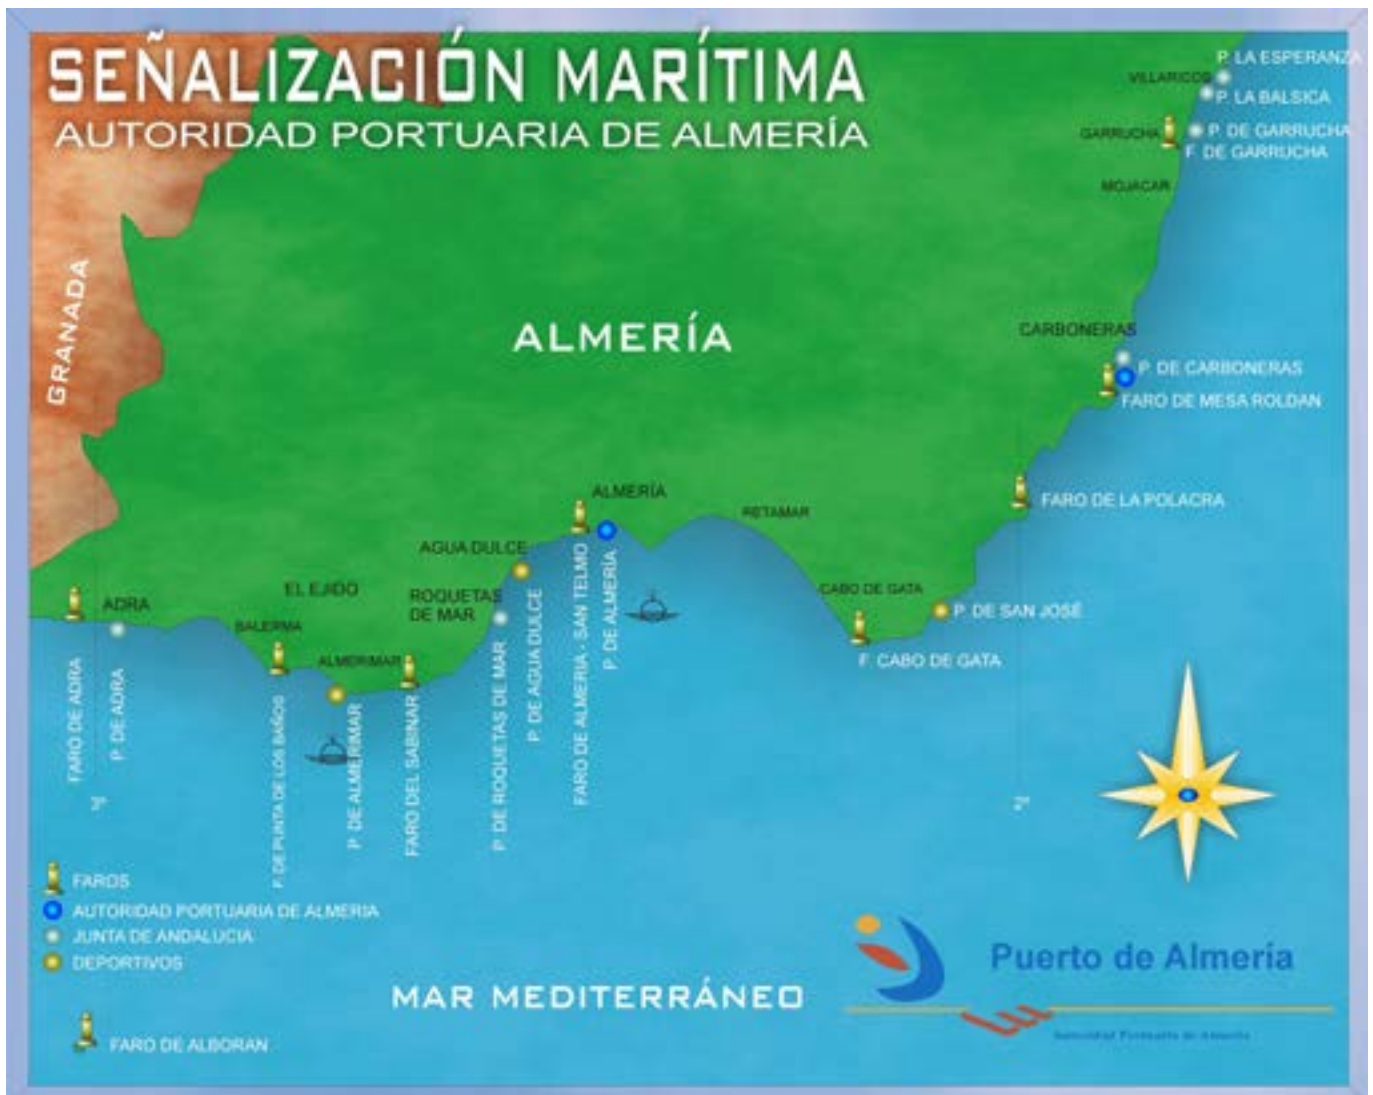 SEÑALIZACIÓN MARÍTIMA
AUTORIDAD PORTUARIA DE ALMERÍA
P. LA ESPERANZA
VILLARICOS
P. LA BALSICA
GARRUCHA
P. DE GARRUCHA
F. DE GARRUCHA
MOJACAR
GRANADA
ALMERÍA
CARBONERAS
P. DE CARBONERAS
FARO DE MESA ROLDAN
ALMERÍA
FARO DE LA POLACRA
RETAMAR
AGUA DULCE
EL EJIDO
ROQUETAS
DE MAR
CABO DE GATA
ADRA
P. DE SAN JOSÉ
BALERMA
ALMERIMAR
F. CABO DE GATA
FARO DE ADRA
P. DE ADRA
F. DE PUNTA DE LOS BAÑOS
P. DE ALMERIMAR
FARO DEL SABINAR
P. DE ROQUETAS DE MAR
P. DE AGUA DULCE
FARO DE ALMERIA - SAN TELMO
P. DE ALMERÍA
3º
2º
FAROS
AUTORIDAD PORTUARIA DE ALMERIA
JUNTA DE ANDALUCIA
DEPORTIVOS
Puerto de Almería
Autoridad Portuaria de Almería
MAR MEDITERRÁNEO
FARO DE ALBORAN